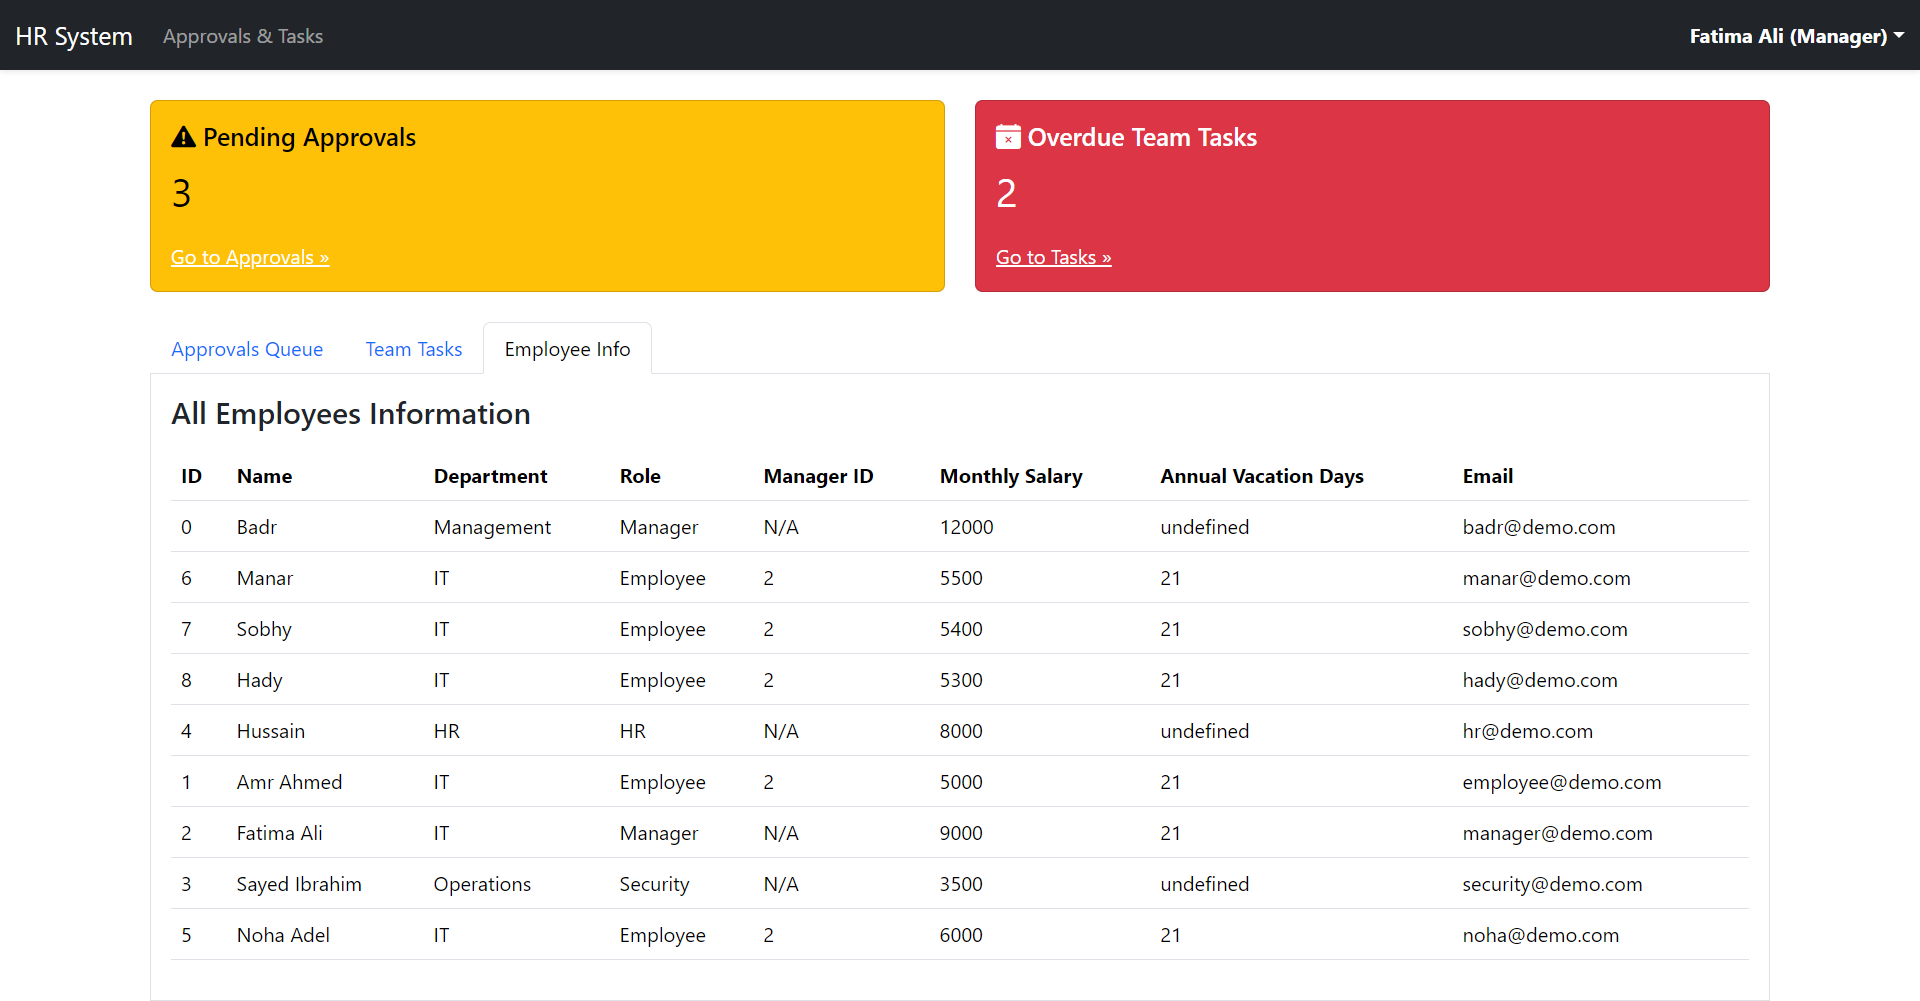 HR System Approvals & Tasks Fatima Ali (Manager)
Pending Approvals
3
Go to Approvals »
Overdue Team Tasks
2
Go to Tasks »
Approvals Queue Team Tasks Employee Info
All Employees Information
ID Name Department Role Manager ID Monthly Salary Annual Vacation Days Email
0 Badr Management Manager N/A 12000 undefined badr@demo.com
6 Manar IT Employee 2 5500 21 manar@demo.com
7 Sobhy IT Employee 2 5400 21 sobhy@demo.com
8 Hady IT Employee 2 5300 21 hady@demo.com
4 Hussain HR HR N/A 8000 undefined hr@demo.com
1 Amr Ahmed IT Employee 2 5000 21 employee@demo.com
2 Fatima Ali IT Manager N/A 9000 21 manager@demo.com
3 Sayed Ibrahim Operations Security N/A 3500 undefined security@demo.com
5 Noha Adel IT Employee 2 6000 21 noha@demo.com